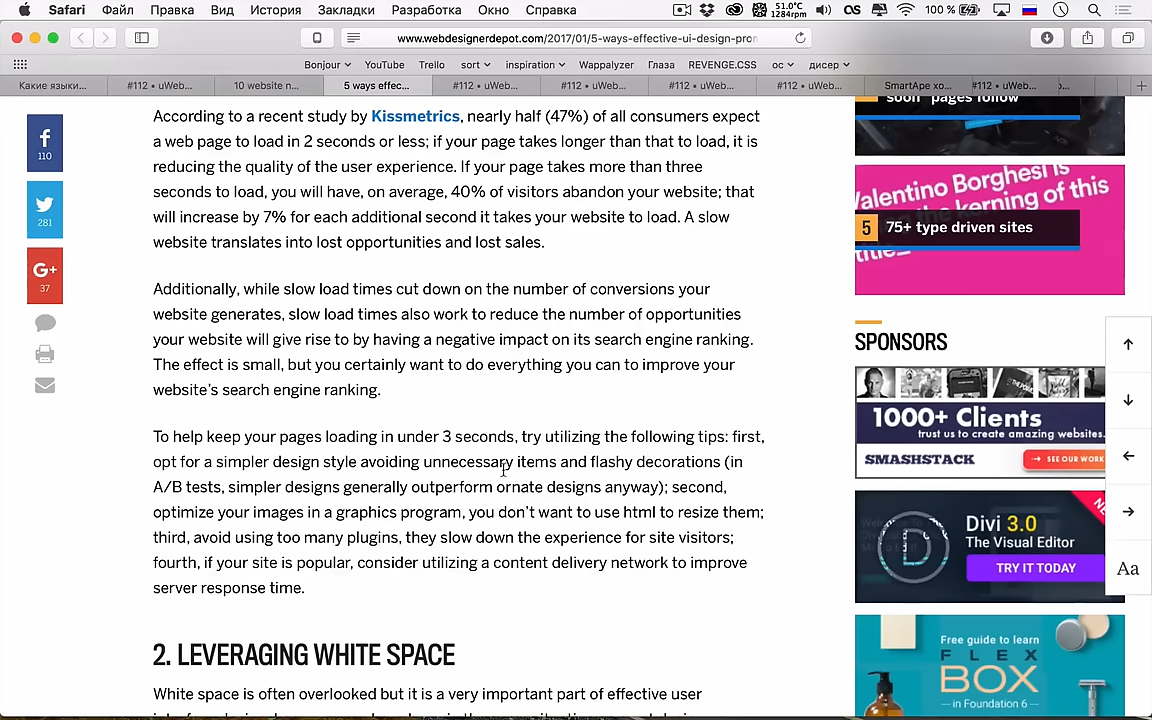 Safari Файл Правка Вид История Закладки Разработка Окно Справка 51.0°C 1284rpm 100 %
www.webdesignerdepot.com/2017/01/5-ways-effective-ui-design-pron
Bonjour YouTube Trello sort inspiration Wappalyzer Глаза REVENGE.CSS ос дисер
Какие языки... #112 • uWeb... 10 website n... 5 ways effec... #112 • uWeb... #112 • uWeb... #112 • uWeb... #112 • uWeb... SmartApe xo... #112 • uWeb...
According to a recent study by Kissmetrics, nearly half (47%) of all consumers expect
a web page to load in 2 seconds or less; if your page takes longer than that to load, it is
reducing the quality of the user experience. If your page takes more than three
seconds to load, you will have, on average, 40% of visitors abandon your website; that
will increase by 7% for each additional second it takes your website to load. A slow
website translates into lost opportunities and lost sales.
Additionally, while slow load times cut down on the number of conversions your
website generates, slow load times also work to reduce the number of opportunities
your website will give rise to by having a negative impact on its search engine ranking.
The effect is small, but you certainly want to do everything you can to improve your
website's search engine ranking.
To help keep your pages loading in under 3 seconds, try utilizing the following tips: first,
opt for a simpler design style avoiding unnecessary items and flashy decorations (in
A/B tests, simpler designs generally outperform ornate designs anyway); second,
optimize your images in a graphics program, you don't want to use html to resize them;
third, avoid using too many plugins, they slow down the experience for site visitors;
fourth, if your site is popular, consider utilizing a content delivery network to improve
server response time.
2. LEVERAGING WHITE SPACE
White space is often overlooked but it is a very important part of effective user
110
281
G+
37
soon" pages follow
Valentino Borghesi is
the kerning of this
title_
5 75+ type driven sites
SPONSORS
1000+ Clients
trust us to create amazing websites.
SMASHSTACK
SEE OUR WORK
Divi 3.0
The Visual Editor
TRY IT TODAY
Free guide to learn
FLEX
BOX
— in Foundation 6 —
Aa